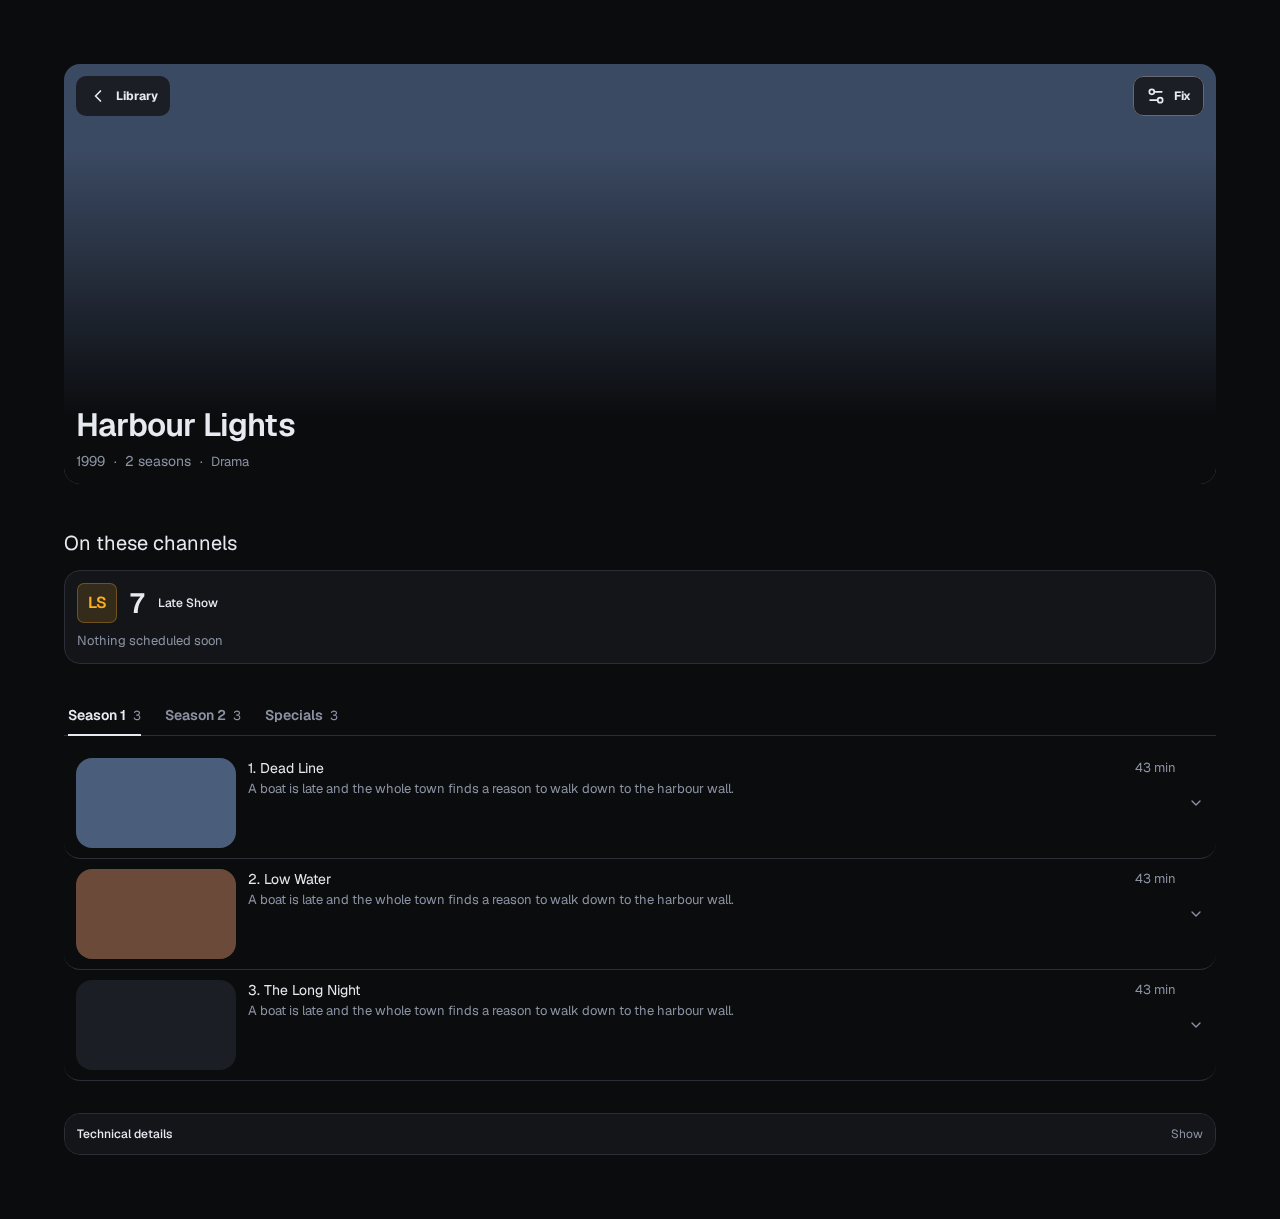 Library
Fix
Harbour Lights
1999 · 2 seasons · Drama
On these channels
LS 7 Late Show
Nothing scheduled soon
Season 1 3 Season 2 3 Specials 3
1. Dead Line 43 min
A boat is late and the whole town finds a reason to walk down to the harbour wall.
2. Low Water 43 min
A boat is late and the whole town finds a reason to walk down to the harbour wall.
3. The Long Night 43 min
A boat is late and the whole town finds a reason to walk down to the harbour wall.
Technical details Show